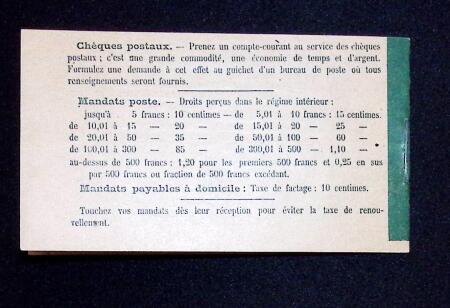 Chèques postaux. — Prenez un compte-courant au service des chèques
postaux ; c'est une grande commodité, une économie de temps et d'argent.
Formulez une demande à cet effet au guichet d'un bureau de poste où tous
renseignements seront fournis.
Mandats poste. — Droits perçus dans le régime intérieur :
jusqu'à 5 francs : 10 centimes — de 5,01 à 10 francs : 15 centimes.
de 10,01 à 15 — 20 — de 15,01 à 20 — 25 —
de 20,01 à 50 — 35 — de 50,01 à 100 — 60 —
de 100,01 à 300 — 85 — de 300,01 à 500 — 1,10 —
au-dessus de 500 francs : 1,20 pour les premiers 500 francs et 0,25 en sus
par 500 francs ou fraction de 500 francs excédant.
Mandats payables à domicile : Taxe de factage : 10 centimes.
Touchez vos mandats dès leur réception pour éviter la taxe de renou-
vellement.